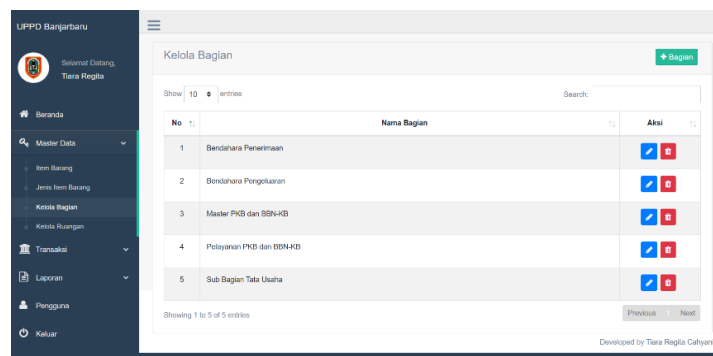 UPPD Banjarbaru
Selamat Datang,
Tiara Regita
Beranda
Master Data
Item Barang
Jenis Item Barang
Kelola Bagian
Kelola Ruangan
Transaksi
Laporan
Pengguna
Keluar
Kelola Bagian
+ Bagian
Show 10 entries
Search:
No Nama Bagian Aksi
1 Bendahara Penerimaan
2 Bendahara Pengeluaran
3 Master PKB dan BBN-KB
4 Pelayanan PKB dan BBN-KB
5 Sub Bagian Tata Usaha
Showing 1 to 5 of 5 entries
Previous 1 Next
Developed by Tiara Regita Cahyani